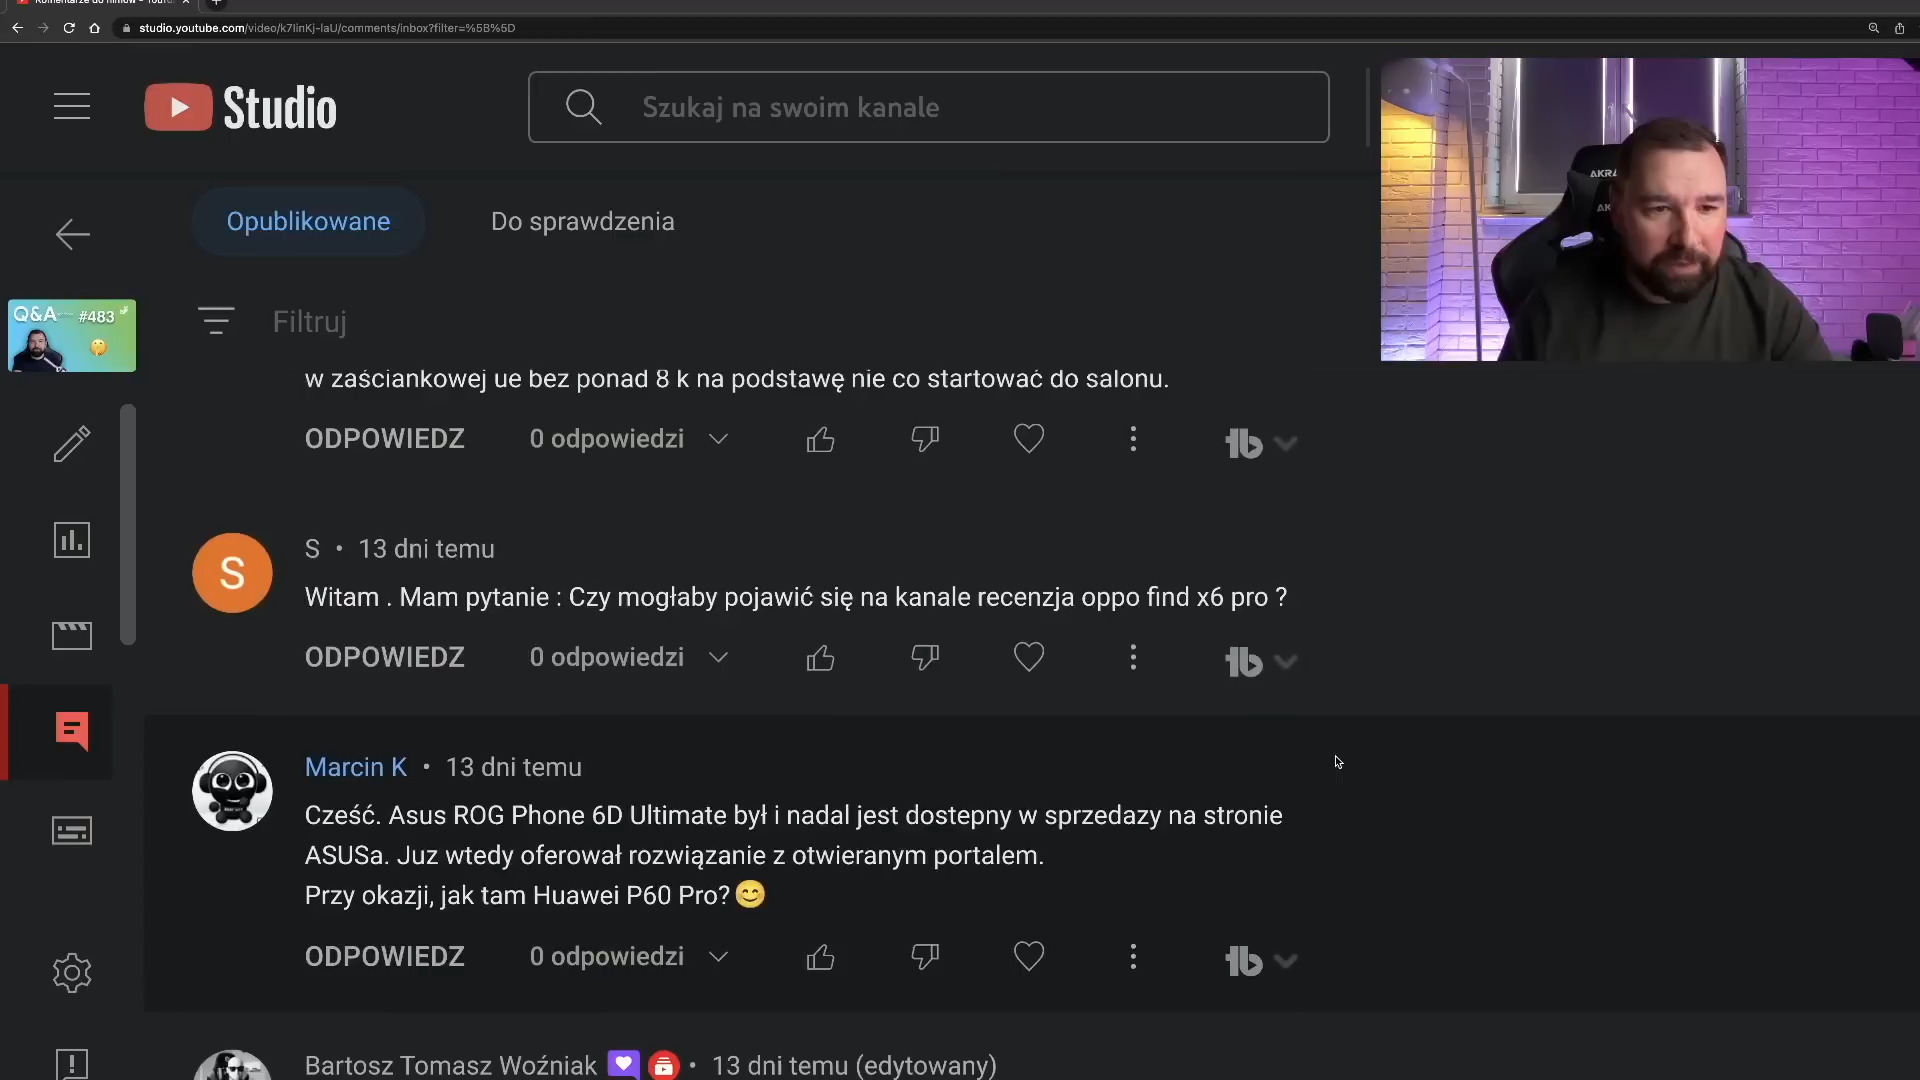 studio.youtube.com/video/k7IinKj-laU/comments/inbox?filter=%5B%5D
Studio
Szukaj na swoim kanale
AKRA
Opublikowane
Do sprawdzenia
Q&A #483
Filtruj
w zaściankowej ue bez ponad 8 k na podstawę nie co startować do salonu.
ODPOWIEDZ 0 odpowiedzi
S
S • 13 dni temu
Witam . Mam pytanie : Czy mogłaby pojawić się na kanale recenzja oppo find x6 pro ?
ODPOWIEDZ 0 odpowiedzi
Marcin K • 13 dni temu
Cześć. Asus ROG Phone 6D Ultimate był i nadal jest dostepny w sprzedazy na stronie
ASUSa. Juz wtedy oferował rozwiązanie z otwieranym portalem.
Przy okazji, jak tam Huawei P60 Pro?😊
ODPOWIEDZ 0 odpowiedzi
Bartosz Tomasz Woźniak • 13 dni temu (edytowany)